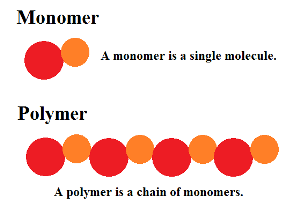 Monomer
A monomer is a single molecule.
Polymer
A polymer is a chain of monomers.